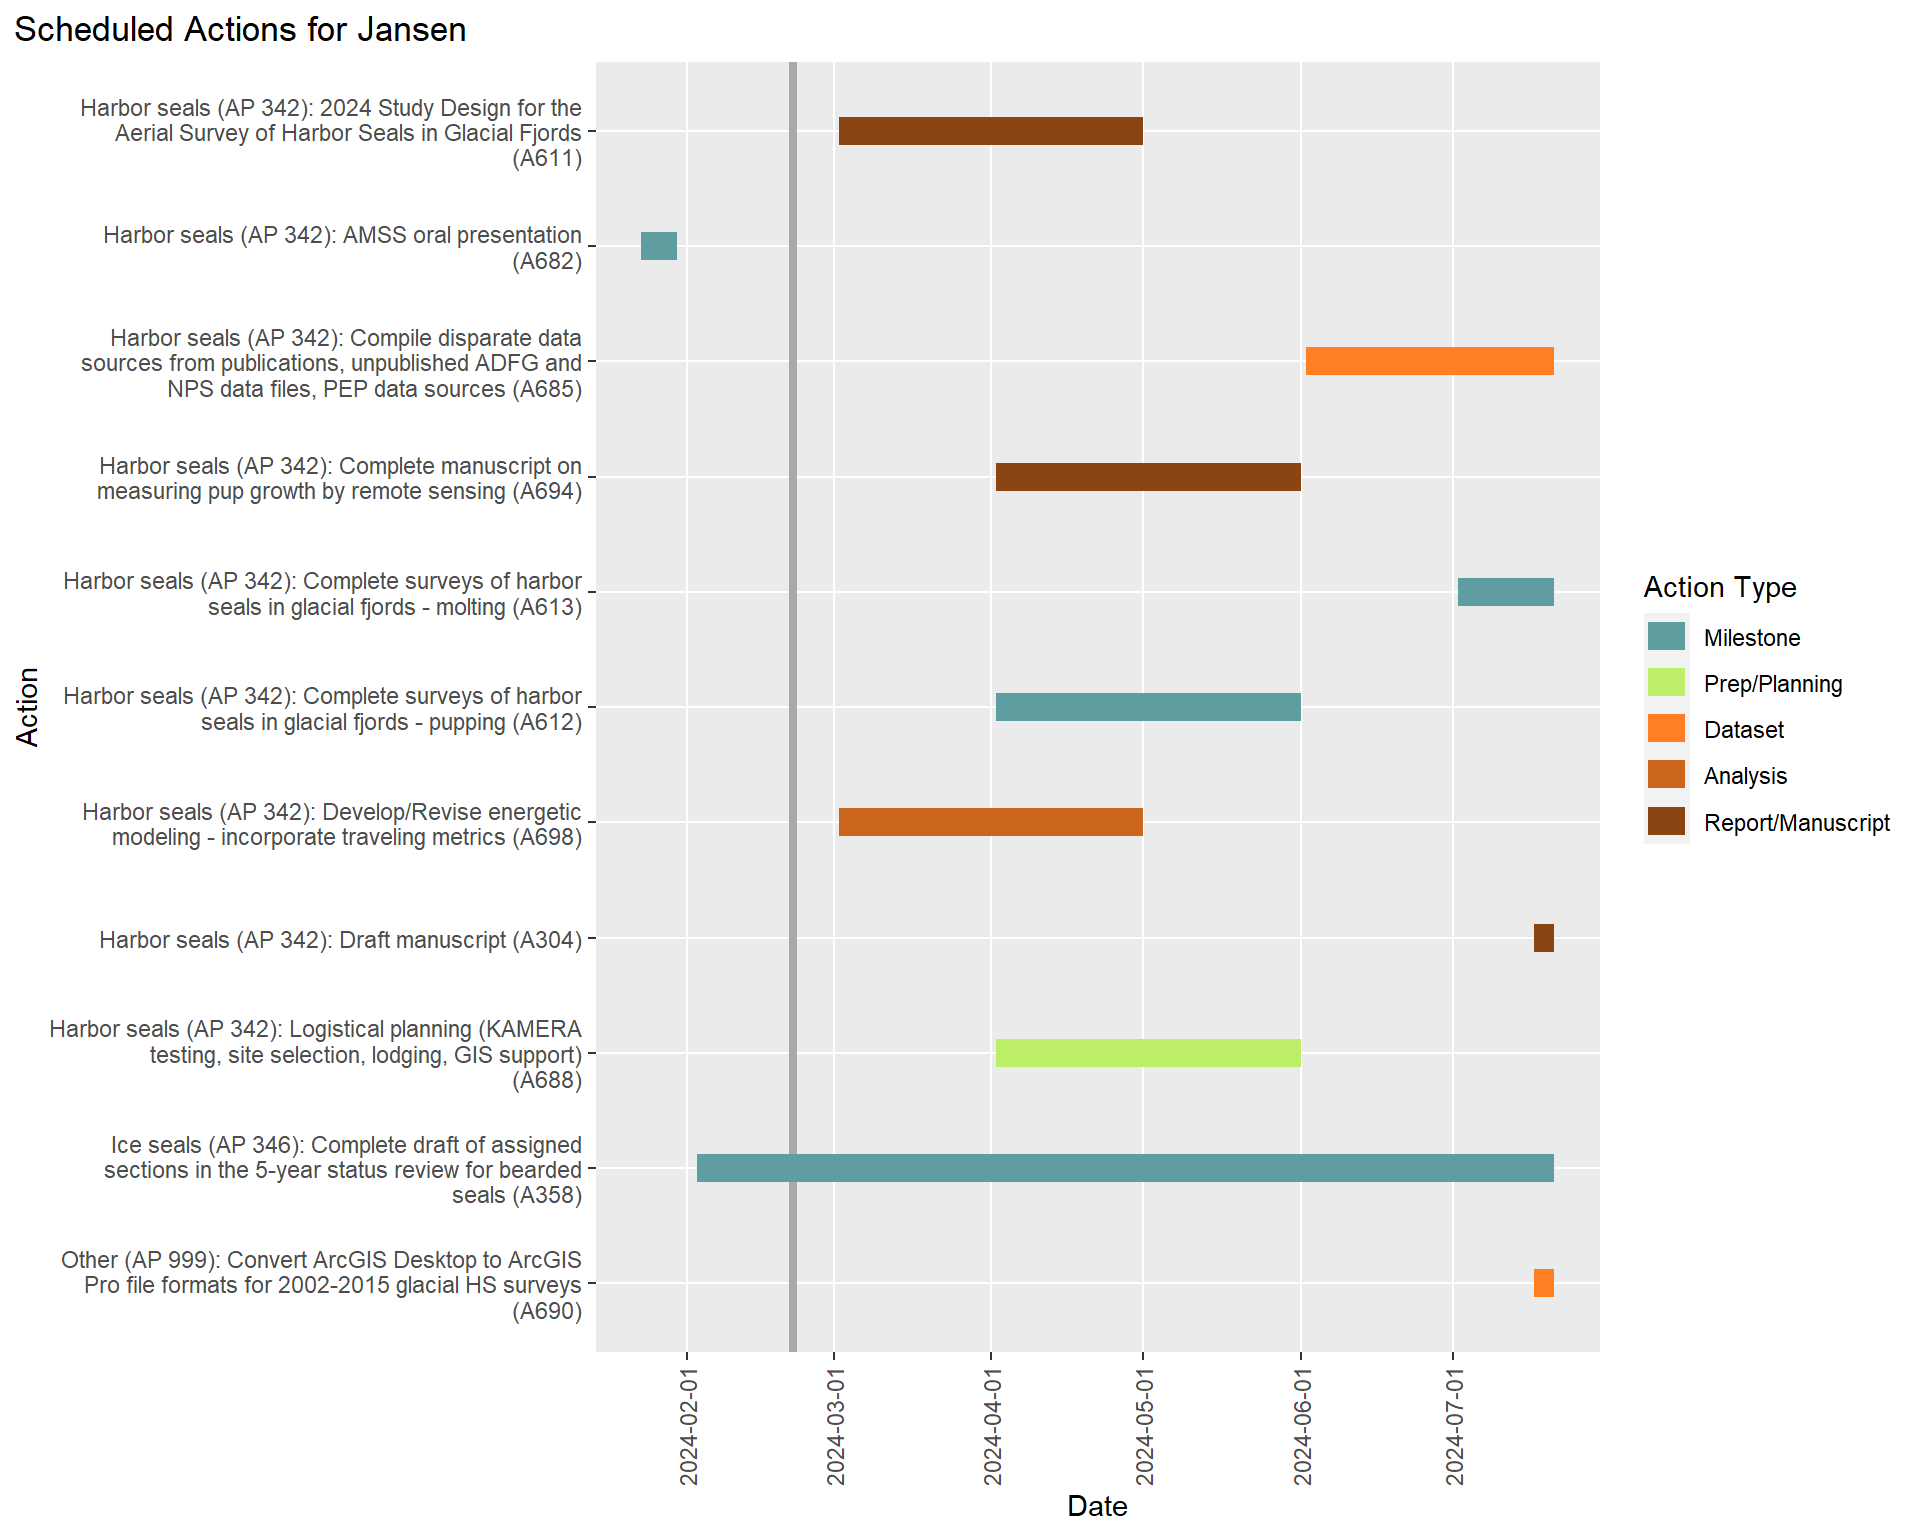 Scheduled Actions for Jansen
Harbor seals (AP 342): 2024 Study Design for the
Aerial Survey of Harbor Seals in Glacial Fjords
(A611)
Harbor seals (AP 342): AMSS oral presentation
(A682)
Harbor seals (AP 342): Compile disparate data
sources from publications, unpublished ADFG and
NPS data files, PEP data sources (A685)
Harbor seals (AP 342): Complete manuscript on
measuring pup growth by remote sensing (A694)
Harbor seals (AP 342): Complete surveys of harbor
seals in glacial fjords - molting (A613)
Harbor seals (AP 342): Complete surveys of harbor
seals in glacial fjords - pupping (A612)
Harbor seals (AP 342): Develop/Revise energetic
modeling - incorporate traveling metrics (A698)
Harbor seals (AP 342): Draft manuscript (A304)
Harbor seals (AP 342): Logistical planning (KAMERA
testing, site selection, lodging, GIS support)
(A688)
Ice seals (AP 346): Complete draft of assigned
sections in the 5-year status review for bearded
seals (A358)
Other (AP 999): Convert ArcGIS Desktop to ArcGIS
Pro file formats for 2002-2015 glacial HS surveys
(A690)
Action
2024-02-01
2024-03-01
2024-04-01
2024-05-01
2024-06-01
2024-07-01
Date
Action Type
Milestone
Prep/Planning
Dataset
Analysis
Report/Manuscript